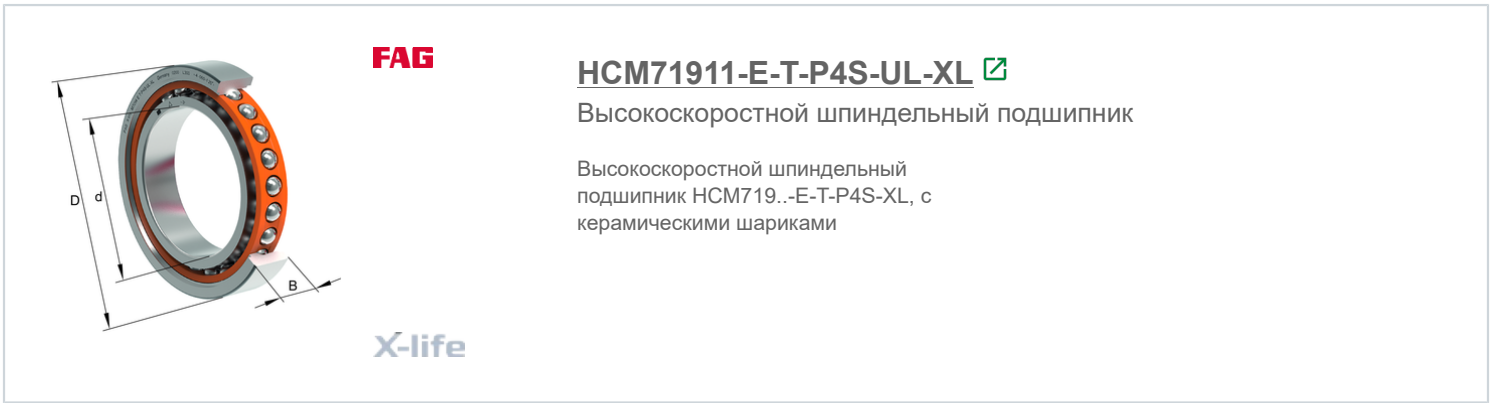 FAG
HCM71911-E-T-P4S-UL-XL
Высокоскоростной шпиндельный подшипник
Высокоскоростной шпиндельный
подшипник HCM719..-E-T-P4S-XL, с
керамическими шариками
D
d
B
X-life